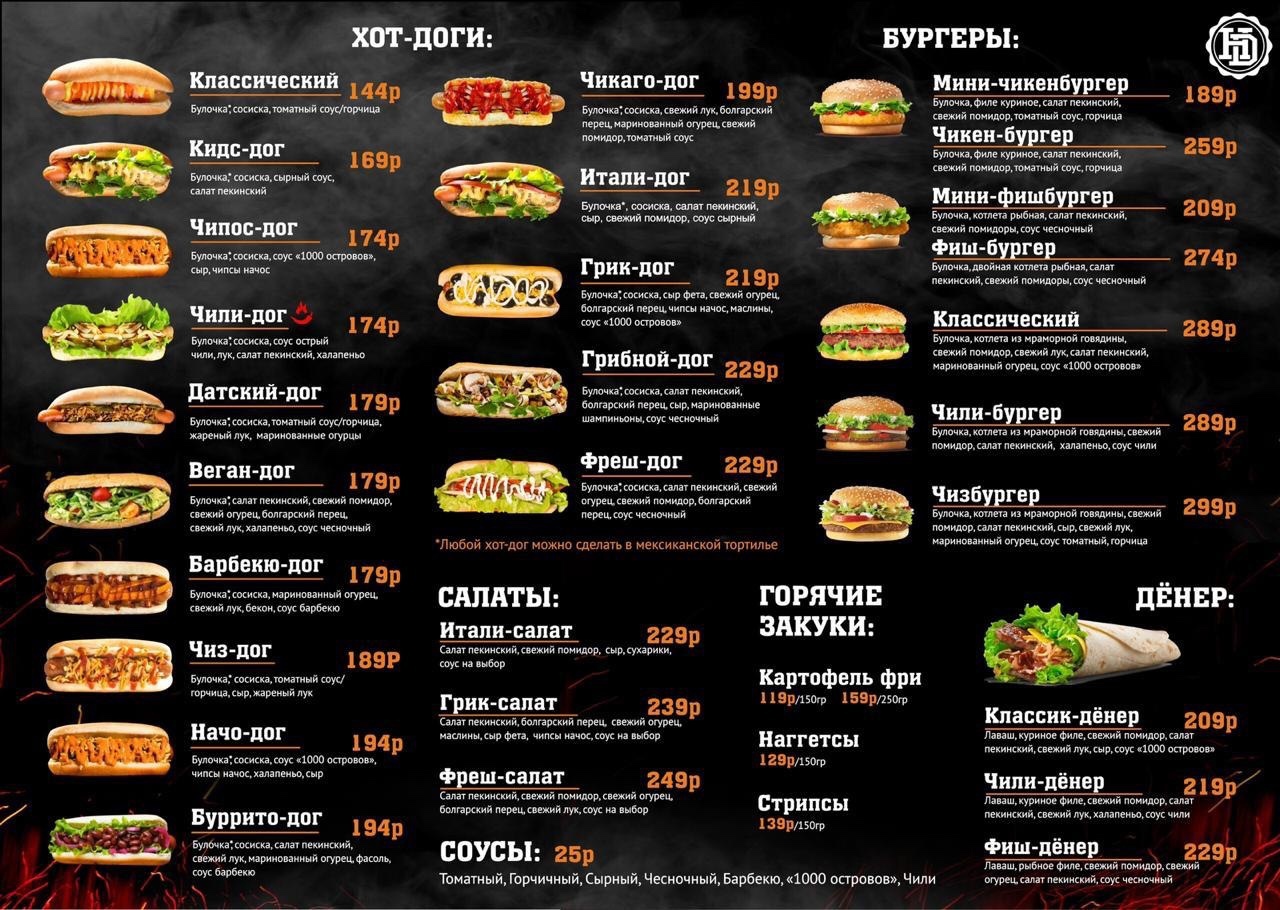 ХОТ-ДОГИ:
Классический 144р
Булочка*, сосиска, томатный соус/горчица
Кидс-дог 169р
Булочка*, сосиска, сырный соус,
салат пекинский
Чипос-дог 174р
Булочка*, сосиска, соус «1000 островов»,
сыр, чипсы начос
Чили-дог 174р
Булочка*, сосиска, соус острый
чили, лук, салат пекинский, халапеньо
Датский-дог 179р
Булочка*, сосиска, томатный соус/горчица,
жареный лук, маринованные огурцы
Веган-дог 179р
Булочка*, салат пекинский, свежий помидор,
свежий огурец, болгарский перец,
свежий лук, халапеньо, соус чесночный
Барбекю-дог 179р
Булочка*, сосиска, маринованный огурец,
свежий лук, бекон, соус барбекю
Чиз-дог 189Р
Булочка*, сосиска, томатный соус/
горчица, сыр, жареный лук
Начо-дог 194р
Булочка*, сосиска, соус «1000 островов»,
чипсы начос, халапеньо, сыр
Буррито-дог 194р
Булочка*, сосиска, салат пекинский,
свежий лук, маринованный огурец, фасоль,
соус барбекю
Чикаго-дог 199р
Булочка*, сосиска, свежий лук, болгарский
перец, маринованный огурец, свежий
помидор, томатный соус
Итали-дог 219р
Булочка*, сосиска, салат пекинский,
сыр, свежий помидор, соус сырный
Грик-дог 219р
Булочка*, сосиска, сыр фета, свежий огурец,
болгарский перец, чипсы начос, маслины,
соус «1000 островов»
Грибной-дог 229р
Булочка*, сосиска, салат пекинский,
болгарский перец, сыр, маринованные
шампиньоны, соус чесночный
Фреш-дог 229р
Булочка*, сосиска, салат пекинский, свежий
огурец, свежий помидор, болгарский
перец, соус чесночный
*Любой хот-дог можно сделать в мексиканской тортилье
БУРГЕРЫ:
HD
Мини-чикенбургер 189р
Булочка, филе куриное, салат пекинский,
свежий помидор, томатный соус, горчица
Чикен-бургер 259р
Булочка, филе куриное, салат пекинский,
свежий помидор, томатный соус, горчица
Мини-фишбургер 209р
Булочка, котлета рыбная, салат пекинский,
свежий помидоры, соус чесночный
Фиш-бургер 274р
Булочка, двойная котлета рыбная, салат
пекинский, свежий помидоры, соус чесночный
Классический 289р
Булочка, котлета из мраморной говядины,
свежий помидор, свежий лук, салат пекинский,
маринованный огурец, соус «1000 островов»
Чили-бургер 289р
Булочка, котлета из мраморной говядины, свежий
помидор, салат пекинский, халапеньо, соус чили
Чизбургер 299р
Булочка, котлета из мраморной говядины, свежий
помидор, салат пекинский, сыр, свежий лук,
маринованный огурец, соус томатный, горчица
САЛАТЫ:
Итали-салат 229р
Салат пекинский, свежий помидор, сыр, сухарики,
соус на выбор
Грик-салат 239р
Салат пекинский, болгарский перец, свежий огурец,
маслины, сыр фета, чипсы начос, соус на выбор
Фреш-салат 249р
Салат пекинский, свежий помидор, свежий огурец,
болгарский перец, свежий лук, соус на выбор
СОУСЫ: 25р
Томатный, Горчичный, Сырный, Чесночный, Барбекю, «1000 островов», Чили
ГОРЯЧИЕ
ЗАКУКИ:
Картофель фри
119р/150гр 159р/250гр
Наггетсы
129р/150гр
Стрипсы
139р/150гр
ДЁНЕР:
Классик-дёнер 209р
Лаваш, куриное филе, свежий помидор, салат
пекинский, свежий лук, сыр, соус «1000 островов»
Чили-дёнер 219р
Лаваш, куриное филе, свежий помидор, салат
пекинский, свежий лук, халапеньо, соус чили
Фиш-дёнер 229р
Лаваш, рыбное филе, свежий помидор, свежий
огурец, салат пекинский, соус чесночный